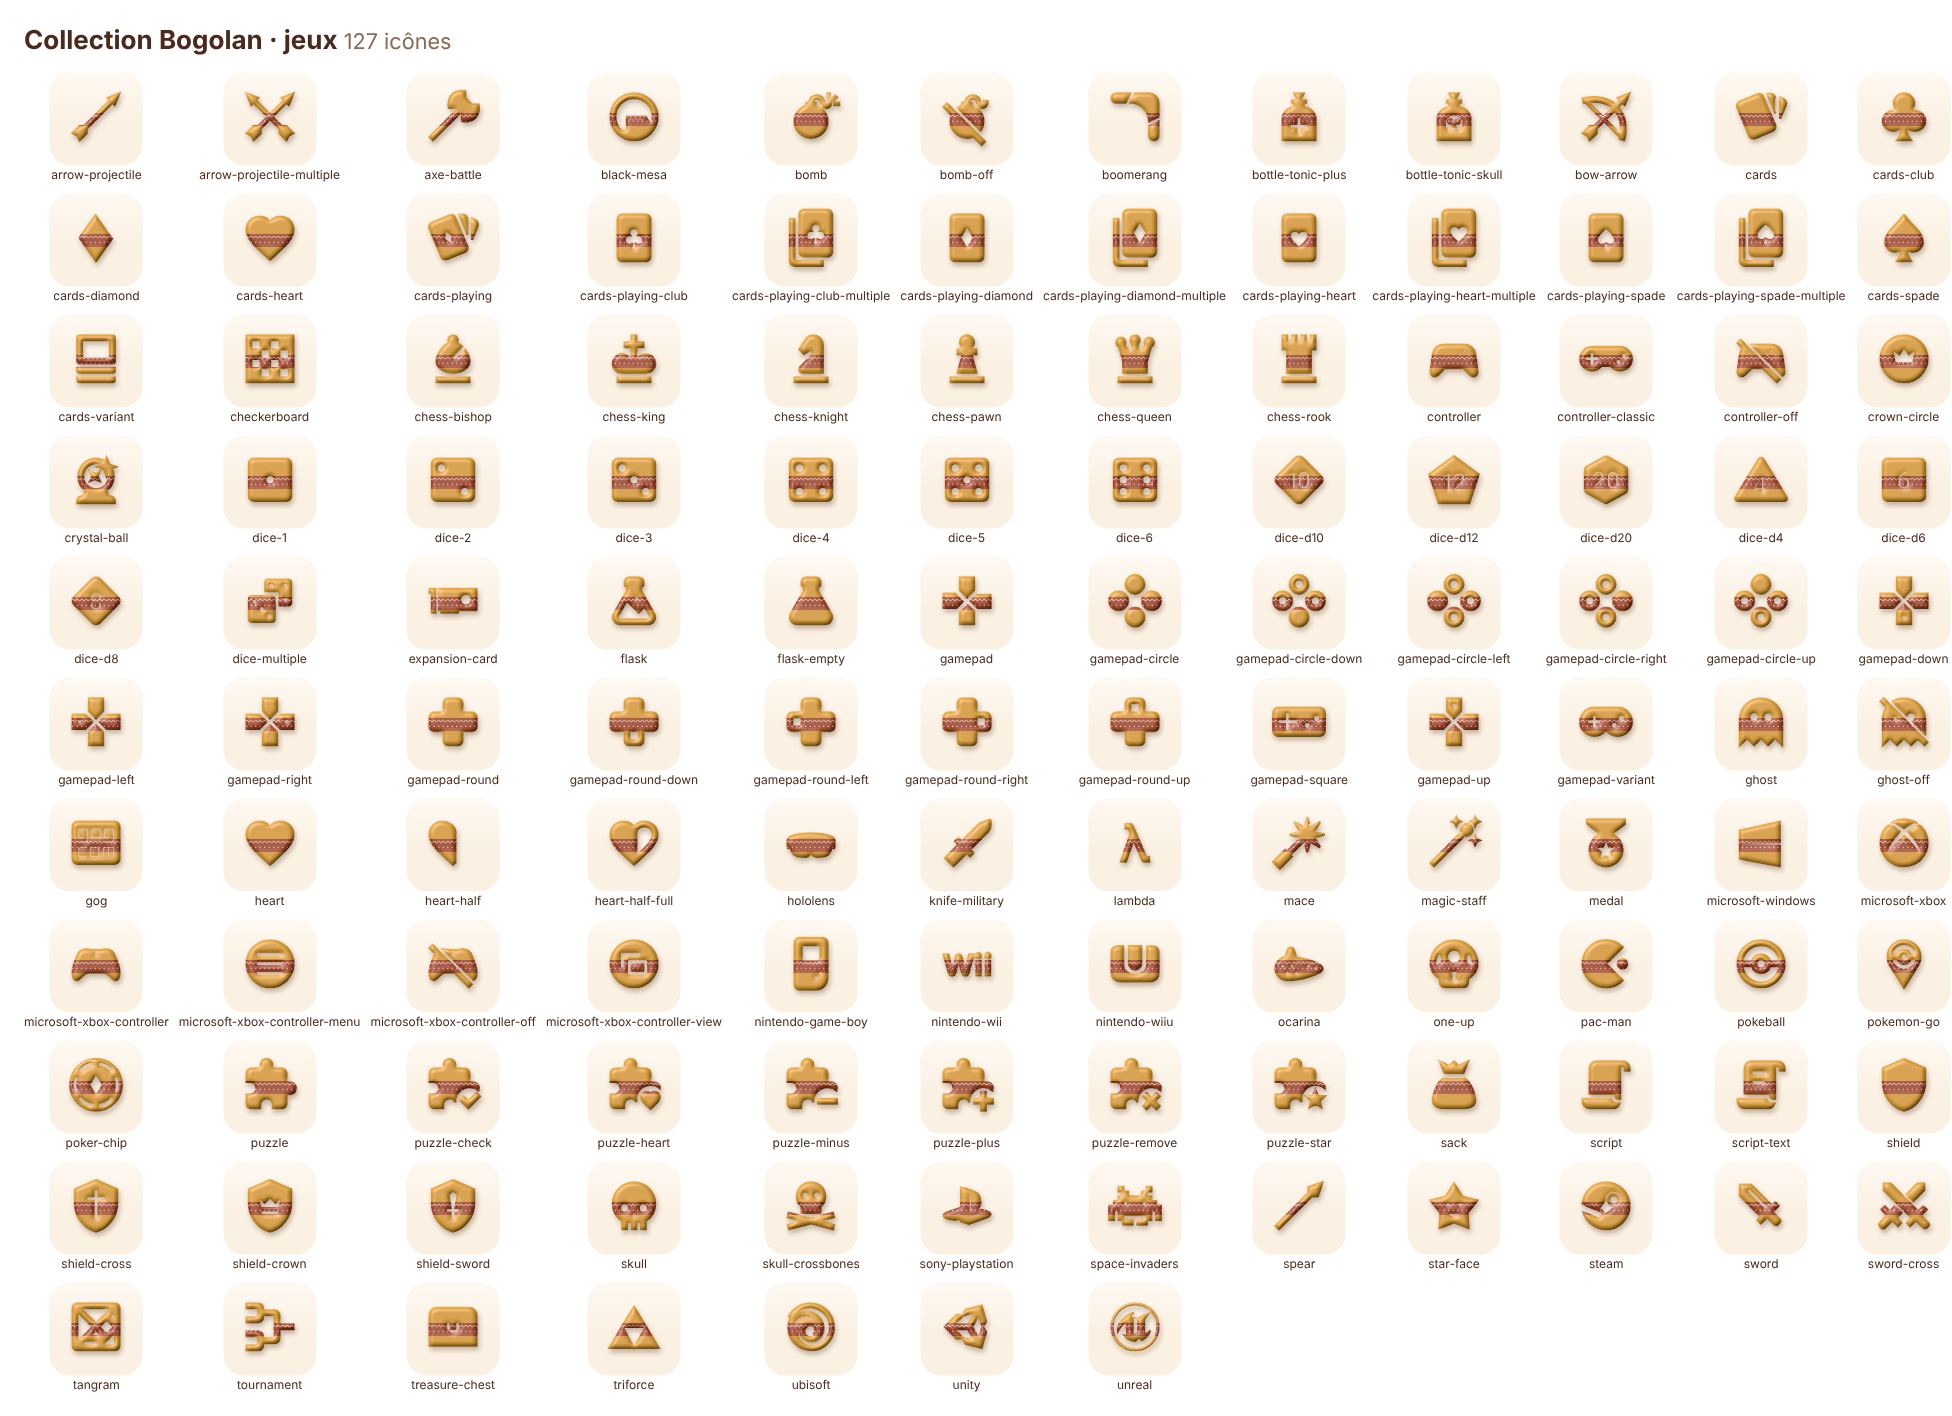 Collection Bogolan · jeux 127 icônes
arrow-projectile arrow-projectile-multiple axe-battle black-mesa bomb bomb-off boomerang bottle-tonic-plus bottle-tonic-skull bow-arrow cards cards-club
cards-diamond cards-heart cards-playing cards-playing-club cards-playing-club-multiple cards-playing-diamond cards-playing-diamond-multiple cards-playing-heart cards-playing-heart-multiple cards-playing-spade cards-playing-spade-multiple cards-spade
cards-variant checkerboard chess-bishop chess-king chess-knight chess-pawn chess-queen chess-rook controller controller-classic controller-off crown-circle
10 12 20 4 6
crystal-ball dice-1 dice-2 dice-3 dice-4 dice-5 dice-6 dice-d10 dice-d12 dice-d20 dice-d4 dice-d6
8
dice-d8 dice-multiple expansion-card flask flask-empty gamepad gamepad-circle gamepad-circle-down gamepad-circle-left gamepad-circle-right gamepad-circle-up gamepad-down
gamepad-left gamepad-right gamepad-round gamepad-round-down gamepad-round-left gamepad-round-right gamepad-round-up gamepad-square gamepad-up gamepad-variant ghost ghost-off
gog com λ
gog heart heart-half heart-half-full hololens knife-military lambda mace magic-staff medal microsoft-windows microsoft-xbox
Wii U
microsoft-xbox-controller microsoft-xbox-controller-menu microsoft-xbox-controller-off microsoft-xbox-controller-view nintendo-game-boy nintendo-wii nintendo-wiiu ocarina one-up pac-man pokeball pokemon-go
poker-chip puzzle puzzle-check puzzle-heart puzzle-minus puzzle-plus puzzle-remove puzzle-star sack script script-text shield
shield-cross shield-crown shield-sword skull skull-crossbones sony-playstation space-invaders spear star-face steam sword sword-cross
tangram tournament treasure-chest triforce ubisoft unity unreal